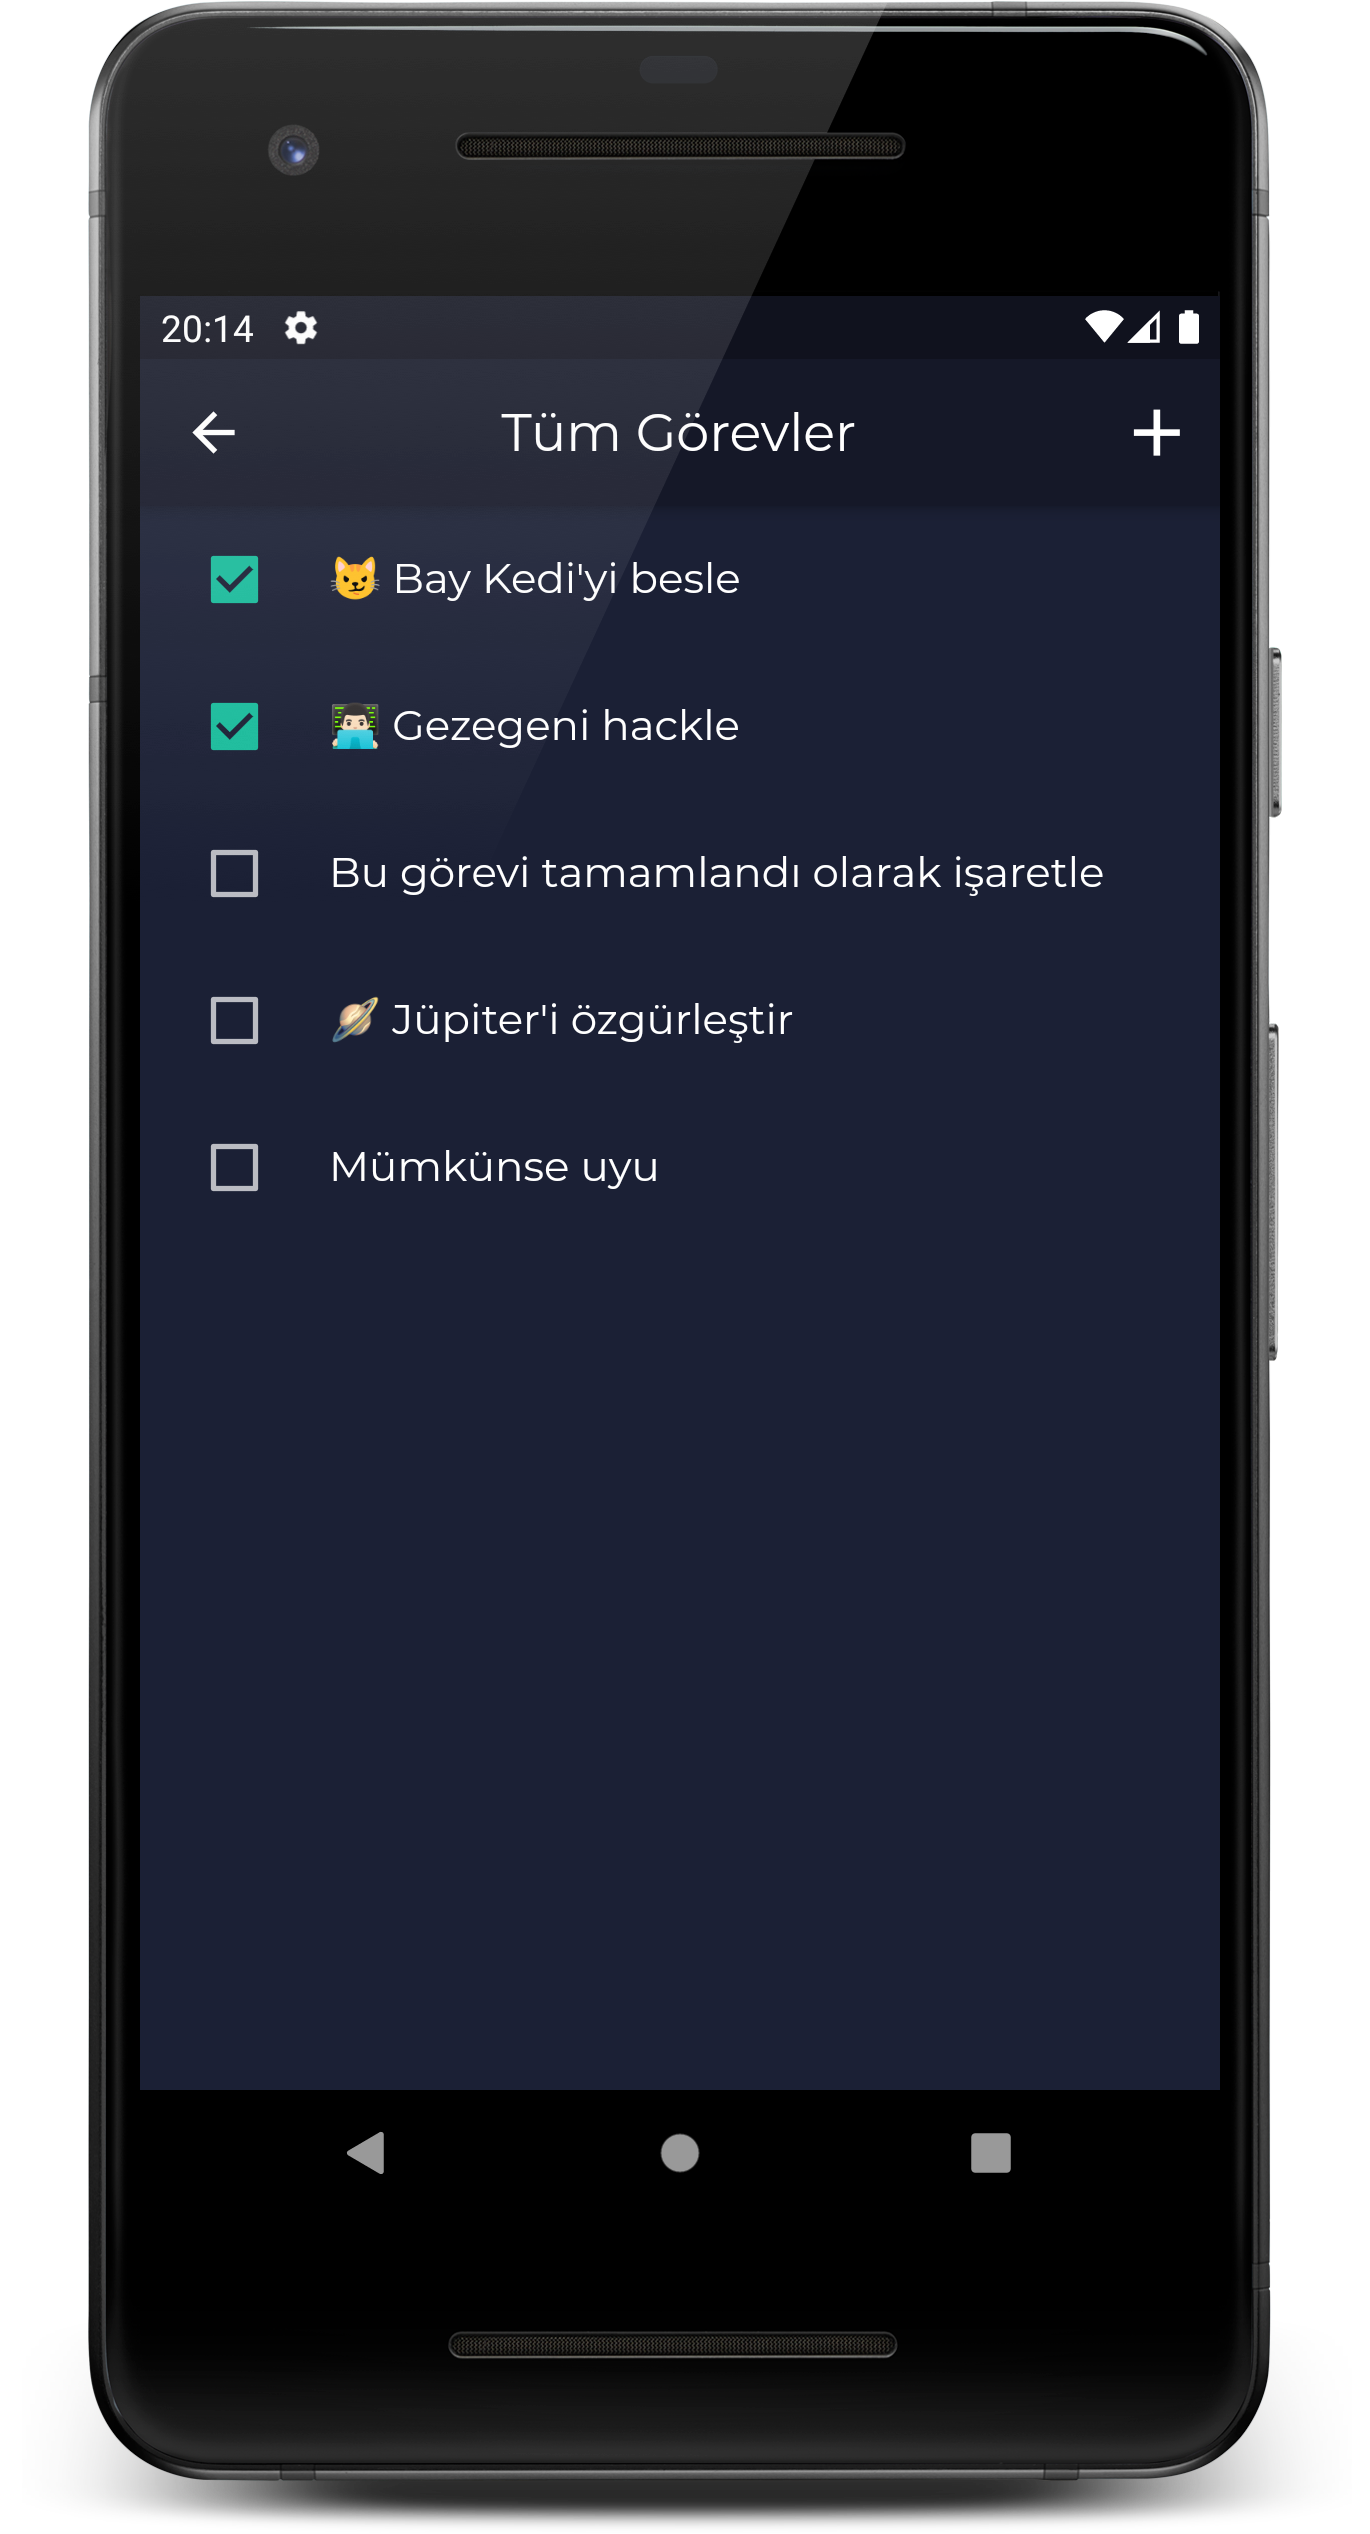 20:14
Tüm Görevler
😼 Bay Kedi'yi besle
👨🏻‍💻 Gezegeni hackle
Bu görevi tamamlandı olarak işaretle
🪐 Jüpiter'i özgürleştir
Mümkünse uyu